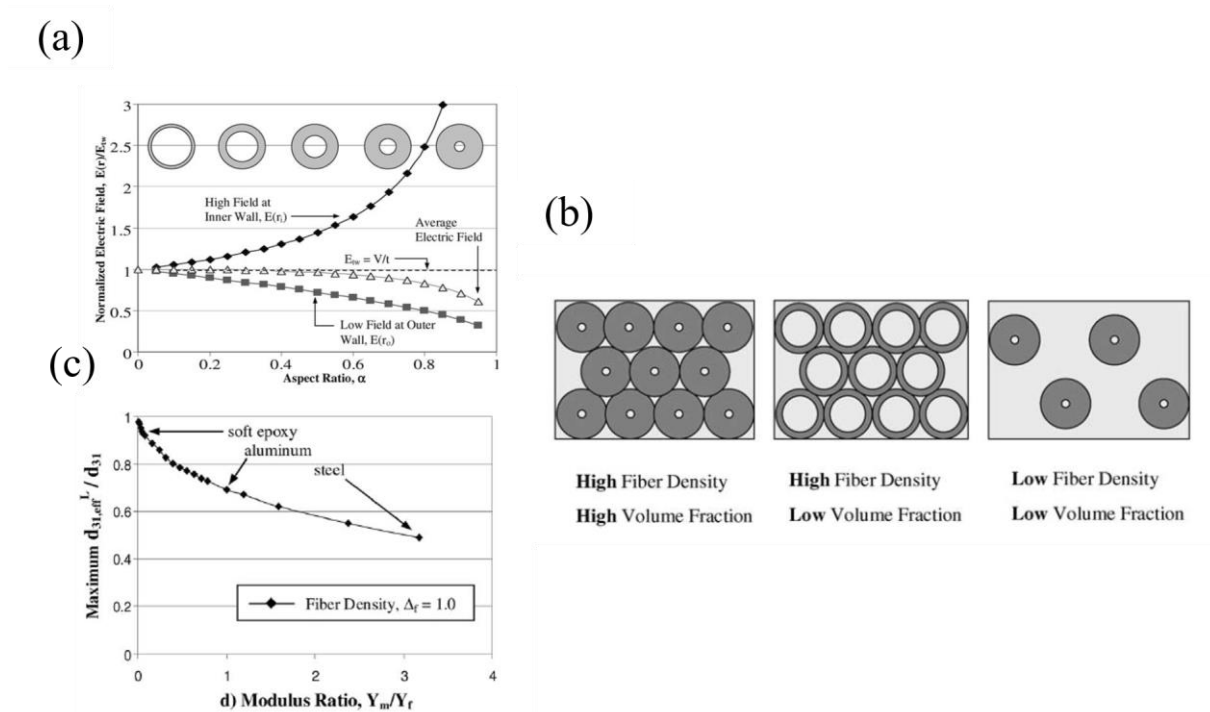 (a)
Normalized Electric Field, E(r)/Etw
3
2.5
2
1.5
1
0.5
0
High Field at
Inner Wall, E(ri)
Average
Electric Field
Etw = V/t
Low Field at Outer
Wall, E(ro)
0 0.2 0.4 0.6 0.8 1
Aspect Ratio, α
(b)
High Fiber Density
High Volume Fraction
High Fiber Density
Low Volume Fraction
Low Fiber Density
Low Volume Fraction
(c)
Maximum d31,eff^L / d31
1
0.8
0.6
0.4
0.2
0
soft epoxy
aluminum
steel
Fiber Density, Δf = 1.0
0 1 2 3 4
d) Modulus Ratio, Ym/Yf